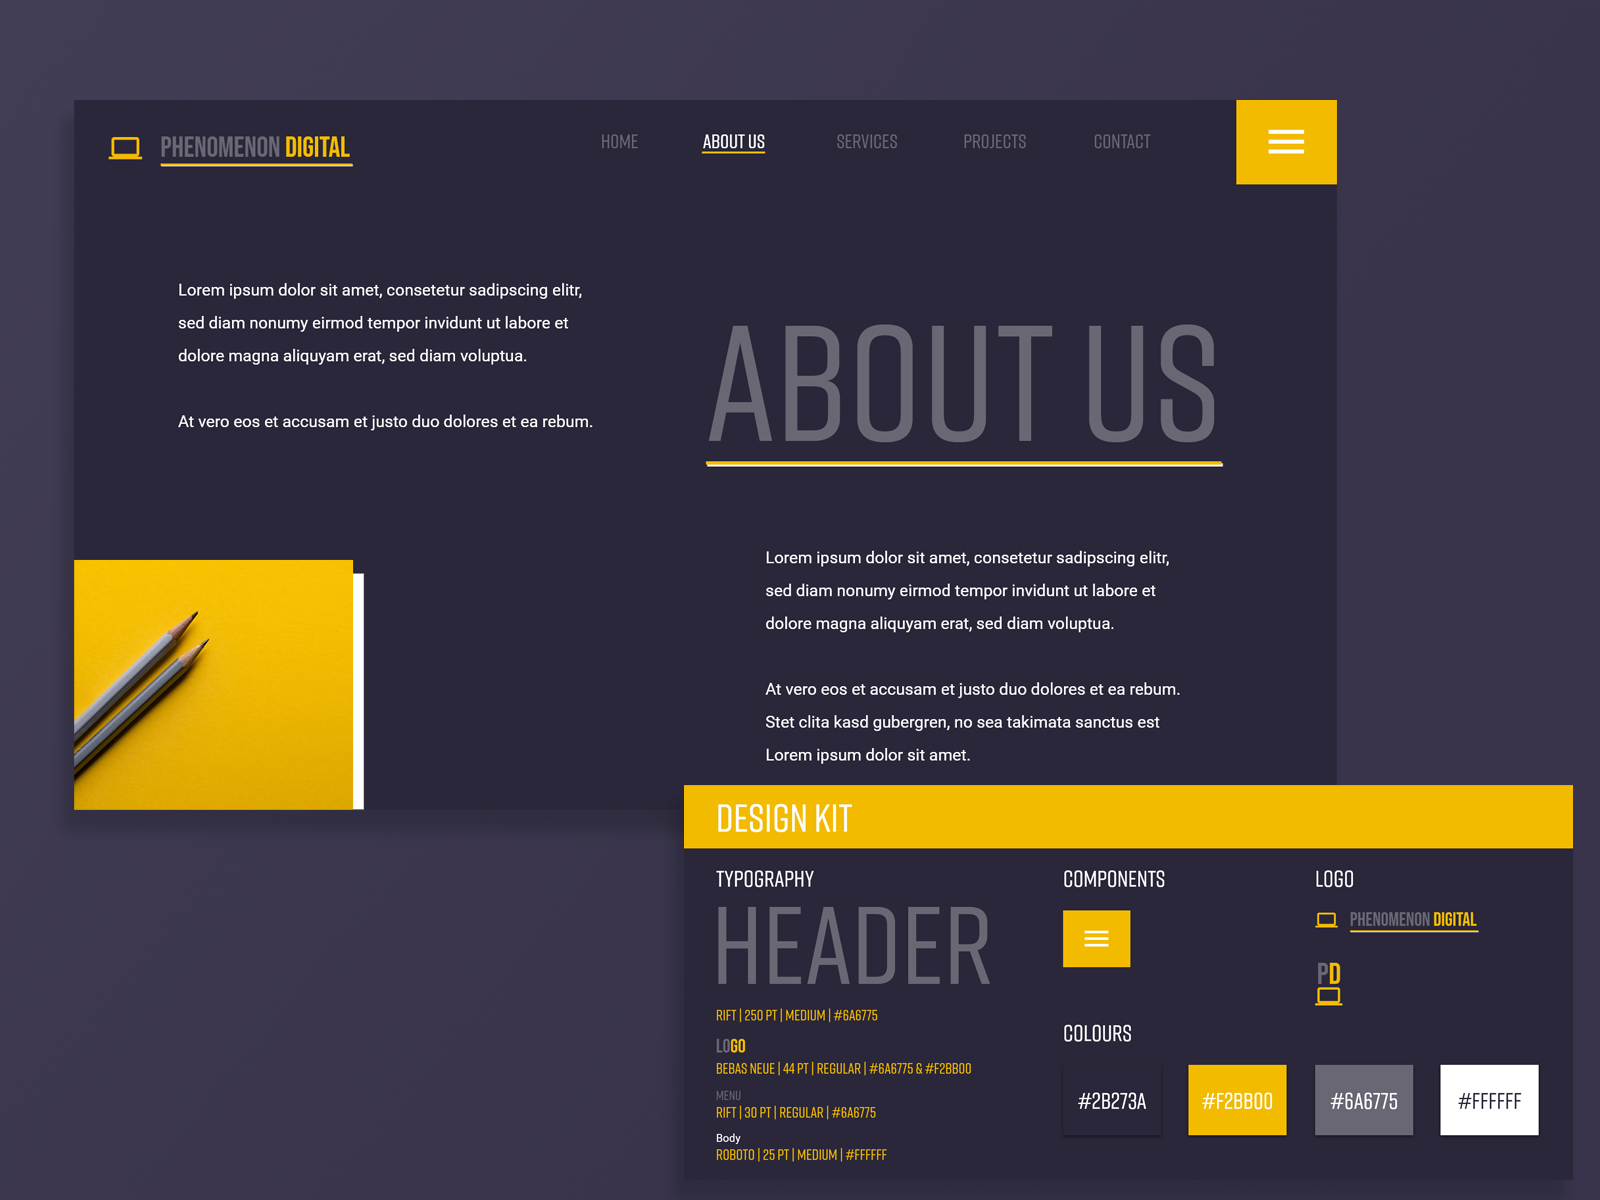 PHENOMENON DIGITAL
HOME
ABOUT US
SERVICES
PROJECTS
CONTACT
Lorem ipsum dolor sit amet, consetetur sadipscing elitr,
sed diam nonumy eirmod tempor invidunt ut labore et
dolore magna aliquyam erat, sed diam voluptua.
At vero eos et accusam et justo duo dolores et ea rebum.
ABOUT US
Lorem ipsum dolor sit amet, consetetur sadipscing elitr,
sed diam nonumy eirmod tempor invidunt ut labore et
dolore magna aliquyam erat, sed diam voluptua.
At vero eos et accusam et justo duo dolores et ea rebum.
Stet clita kasd gubergren, no sea takimata sanctus est
Lorem ipsum dolor sit amet.
DESIGN KIT
TYPOGRAPHY
HEADER
RIFT | 250 PT | MEDIUM | #6A6775
LOGO
BEBAS NEUE | 44 PT | REGULAR | #6A6775 & #F2BB00
MENU
RIFT | 30 PT | REGULAR | #6A6775
Body
ROBOTO | 25 PT | MEDIUM | #FFFFFF
COMPONENTS
LOGO
PHENOMENON DIGITAL
PD
COLOURS
#2B273A
#F2BB00
#6A6775
#FFFFFF